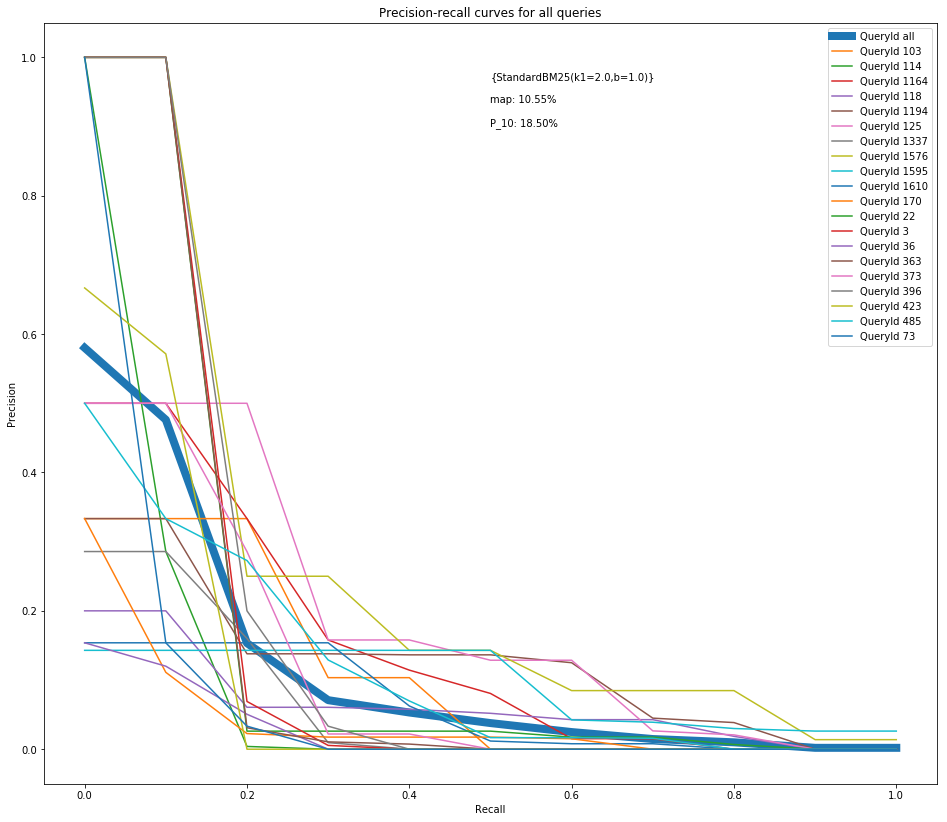 Precision-recall curves for all queries
{StandardBM25(k1=2.0,b=1.0)}
map: 10.55%
P_10: 18.50%
QueryId all
QueryId 103
QueryId 114
QueryId 1164
QueryId 118
QueryId 1194
QueryId 125
QueryId 1337
QueryId 1576
QueryId 1595
QueryId 1610
QueryId 170
QueryId 22
QueryId 3
QueryId 36
QueryId 363
QueryId 373
QueryId 396
QueryId 423
QueryId 485
QueryId 73
Precision
1.0
0.8
0.6
0.4
0.2
0.0
0.0
0.2
0.4
0.6
0.8
1.0
Recall